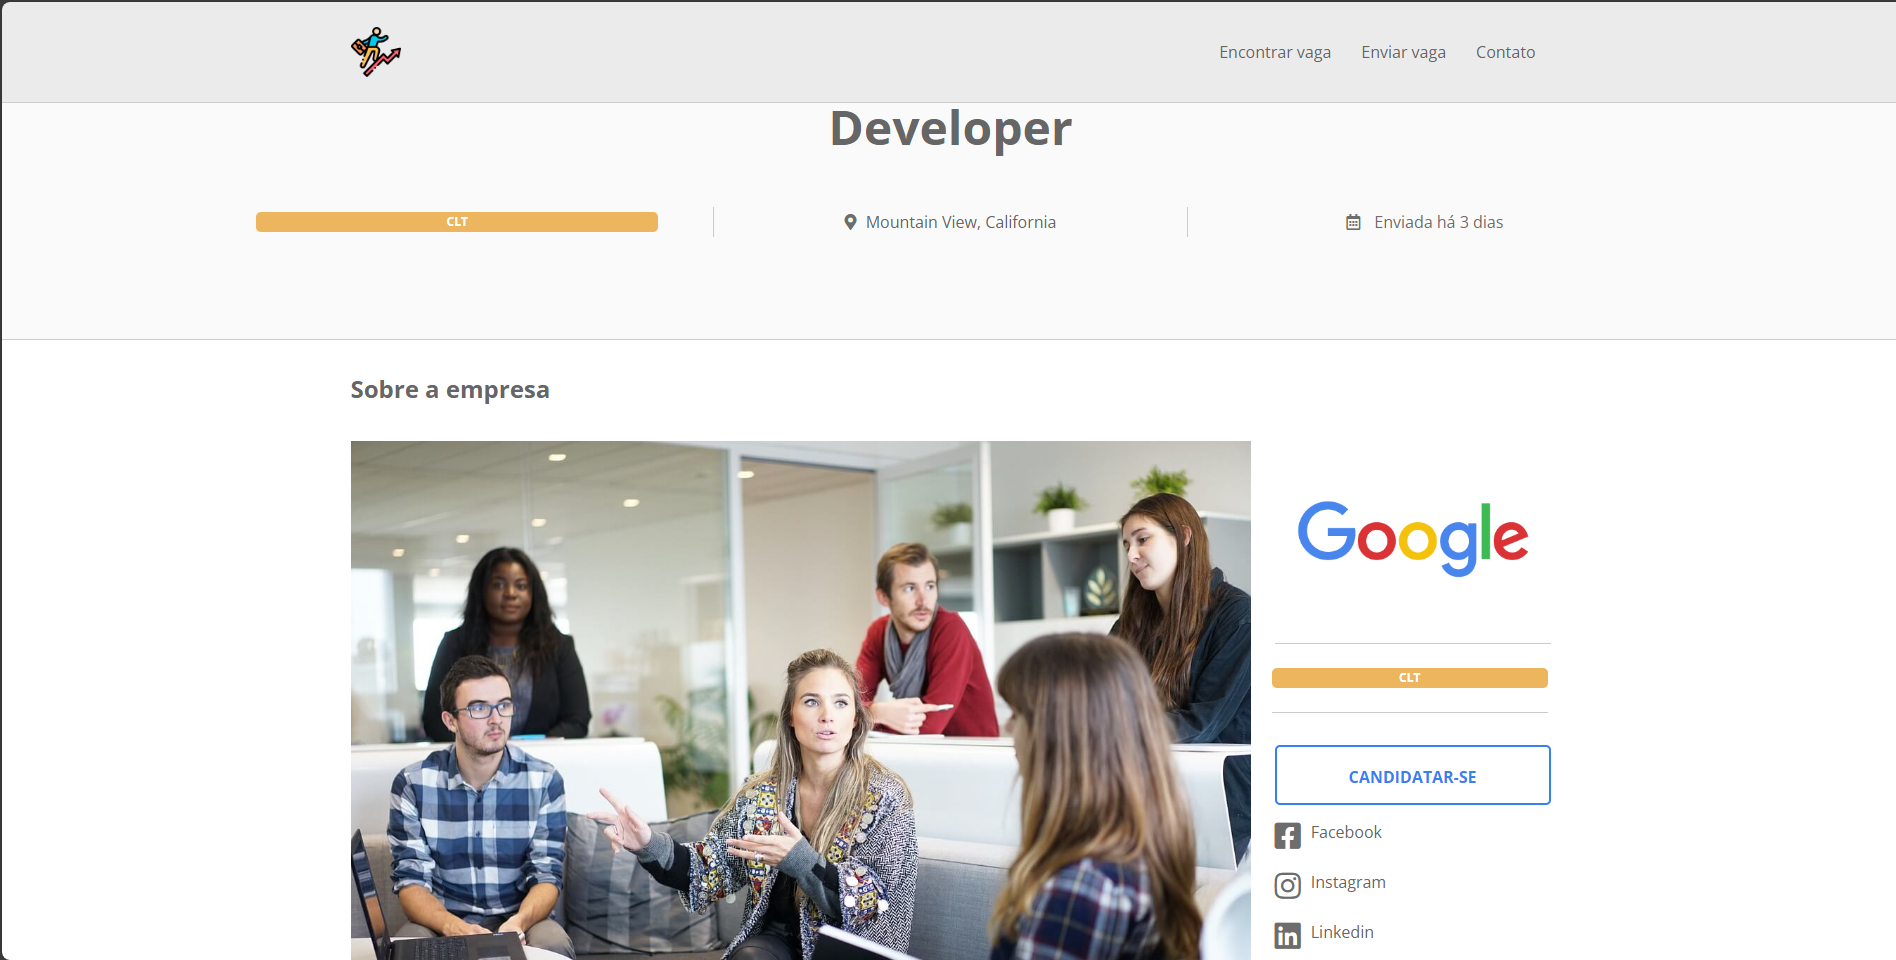 Encontrar vaga
Enviar vaga
Contato
Developer
CLT
Mountain View, California
Enviada há 3 dias
Sobre a empresa
Google
CLT
CANDIDATAR-SE
Facebook
Instagram
Linkedin